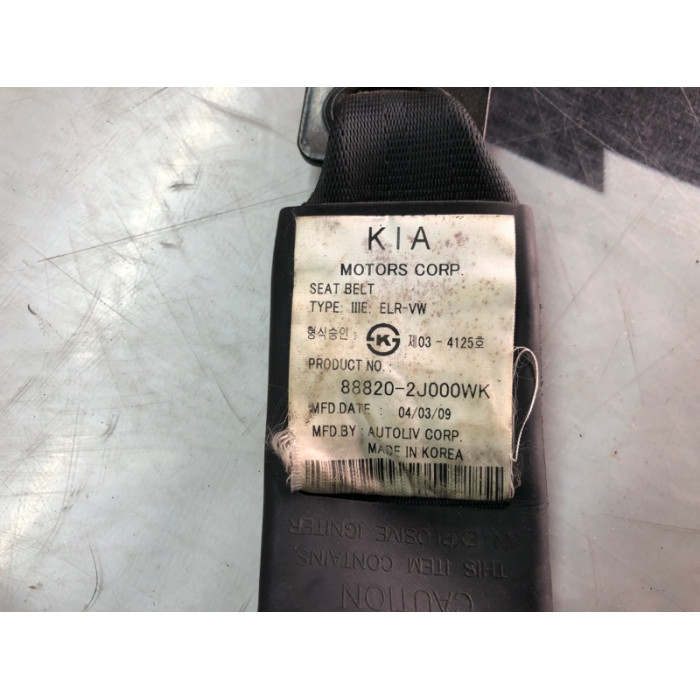 KIA
MOTORS CORP.
SEAT BELT
TYPE: IIIE: ELR-VW
형식승인 : K 제03 - 4125호
PRODUCT NO. :
88820-2J000WK
MFD.DATE : 04/03/09
MFD.BY : AUTOLIV CORP.
MADE IN KOREA
CAUTION
THIS ITEM CONTAINS
EXPLOSIVE IGNITER